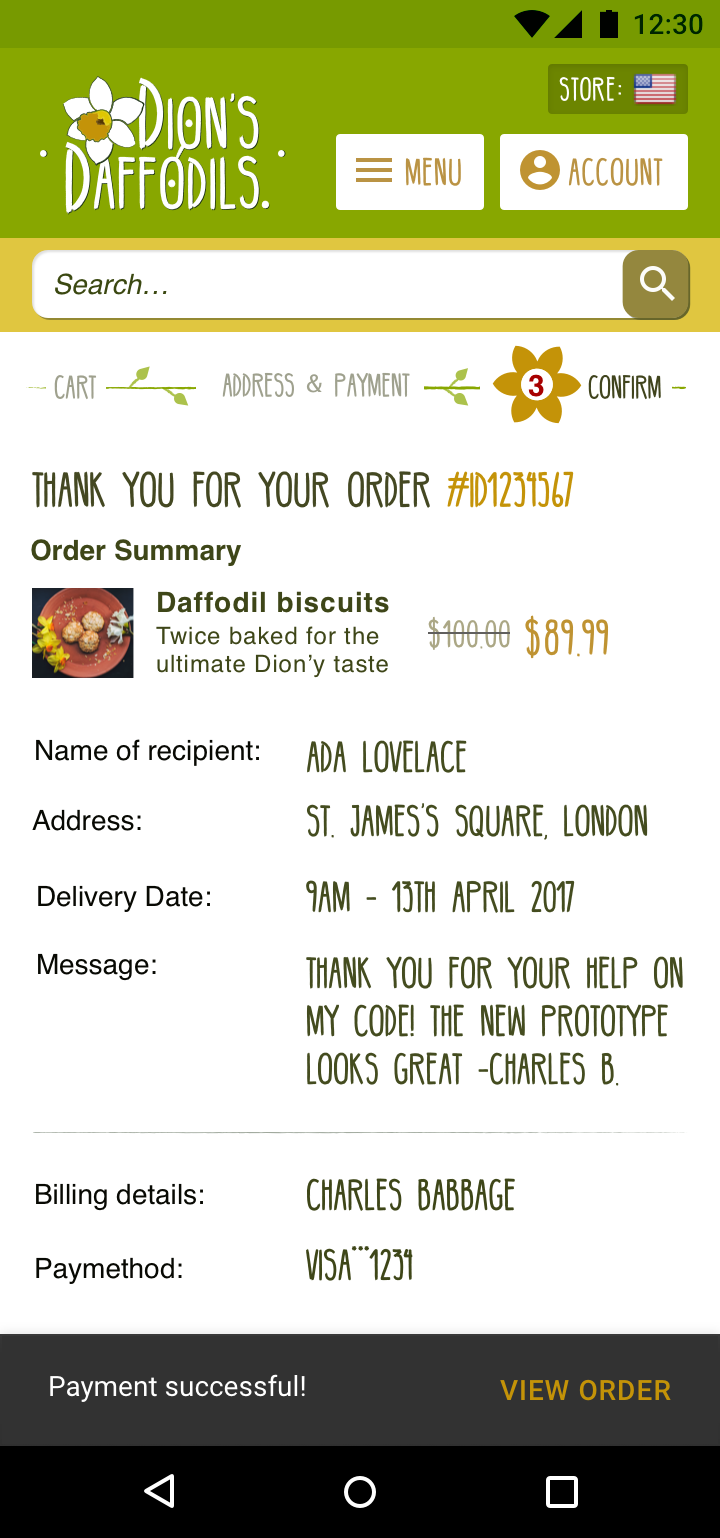 12:30
STORE:
DION'S
DAFFODILS.
MENU
ACCOUNT
Search...
CART
ADDRESS & PAYMENT
3
CONFIRM
THANK YOU FOR YOUR ORDER #ID1234567
Order Summary
Daffodil biscuits
Twice baked for the
ultimate Dion'y taste
$100.00 $89.99
Name of recipient: ADA LOVELACE
Address: ST. JAMES'S SQUARE, LONDON
Delivery Date: 9AM - 13TH APRIL 2017
Message: THANK YOU FOR YOUR HELP ON
MY CODE! THE NEW PROTOTYPE
LOOKS GREAT -CHARLES B.
Billing details: CHARLES BABBAGE
Paymethod: VISA***1234
Payment successful! VIEW ORDER